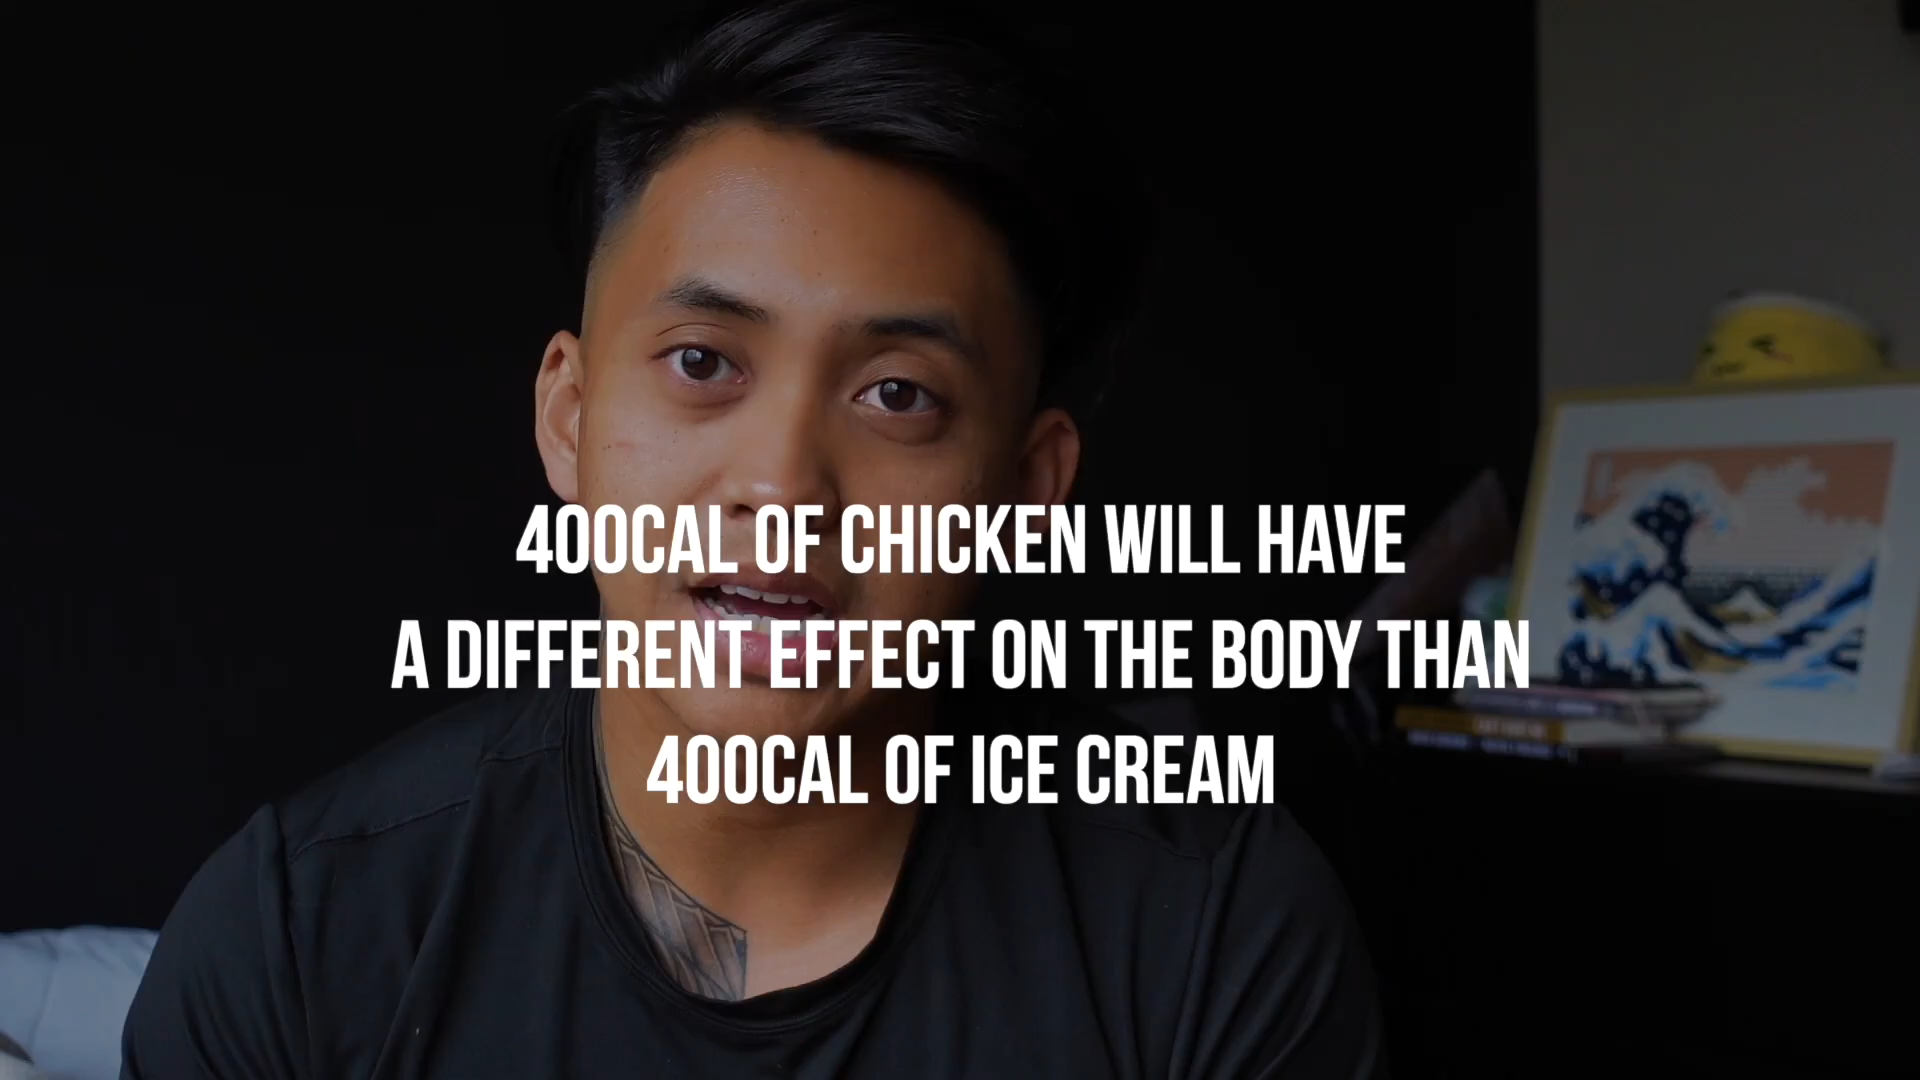 400CAL OF CHICKEN WILL HAVE
A DIFFERENT EFFECT ON THE BODY THAN
400CAL OF ICE CREAM